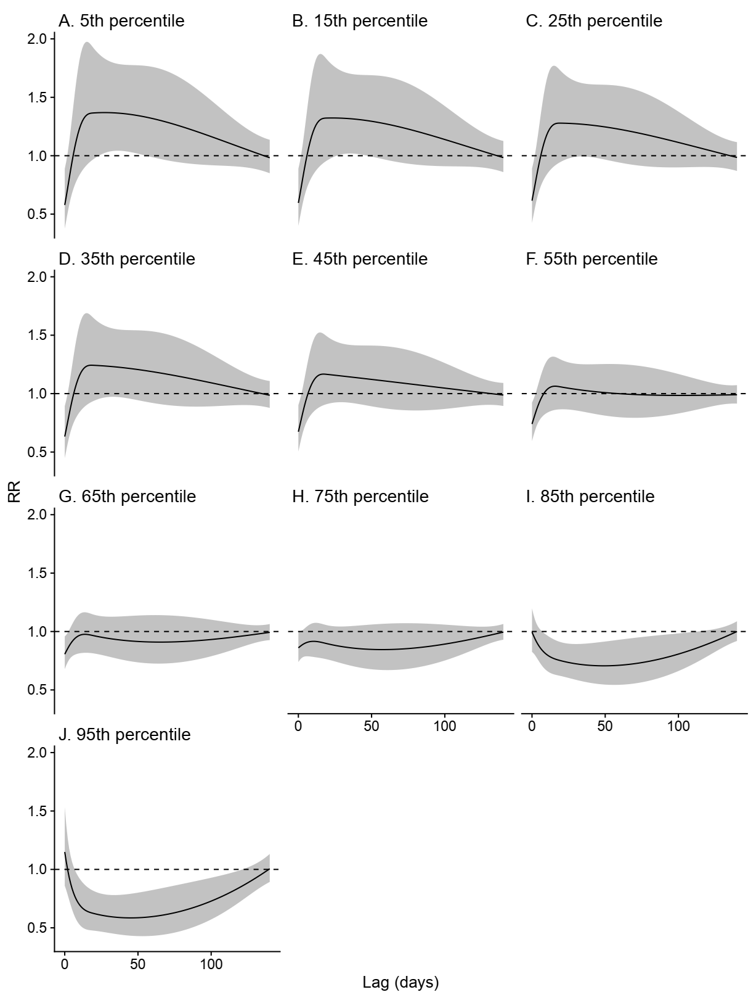 A. 5th percentile
B. 15th percentile
C. 25th percentile
2.0
1.5
1.0
0.5
D. 35th percentile
E. 45th percentile
F. 55th percentile
2.0
1.5
1.0
0.5
RR
G. 65th percentile
H. 75th percentile
I. 85th percentile
2.0
1.5
1.0
0.5
0 50 100
0 50 100
J. 95th percentile
2.0
1.5
1.0
0.5
0 50 100
Lag (days)